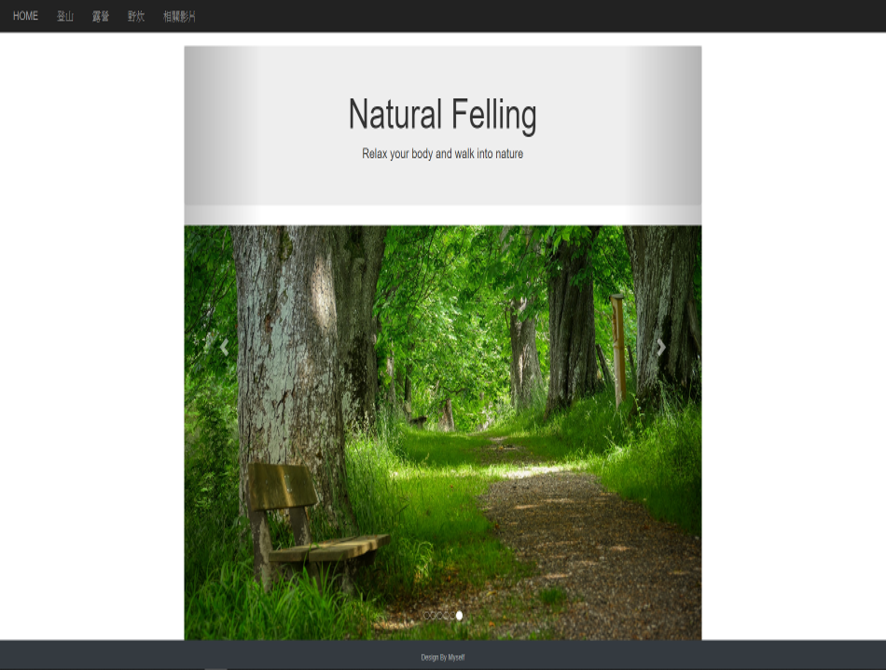 HOME 登山 露營 野炊 相關影片
Natural Felling
Relax your body and walk into nature
Design By Myself